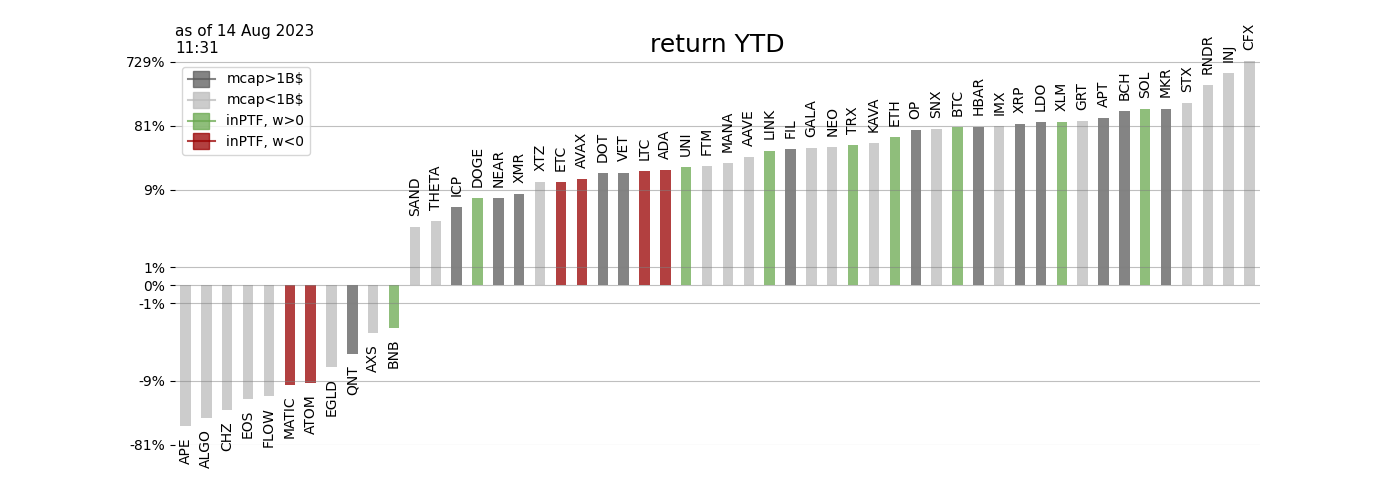 as of 14 Aug 2023
11:31
return YTD
729%
81%
9%
1%
0%
-1%
-9%
-81%
mcap>1B$
mcap<1B$
inPTF, w>0
inPTF, w<0
APE
ALGO
CHZ
EOS
FLOW
MATIC
ATOM
EGLD
QNT
AXS
BNB
SAND
THETA
ICP
DOGE
NEAR
XMR
XTZ
ETC
AVAX
DOT
VET
LTC
ADA
UNI
FTM
MANA
AAVE
LINK
FIL
GALA
NEO
TRX
KAVA
ETH
OP
SNX
BTC
HBAR
IMX
XRP
LDO
XLM
GRT
APT
BCH
SOL
MKR
STX
RNDR
INJ
CFX